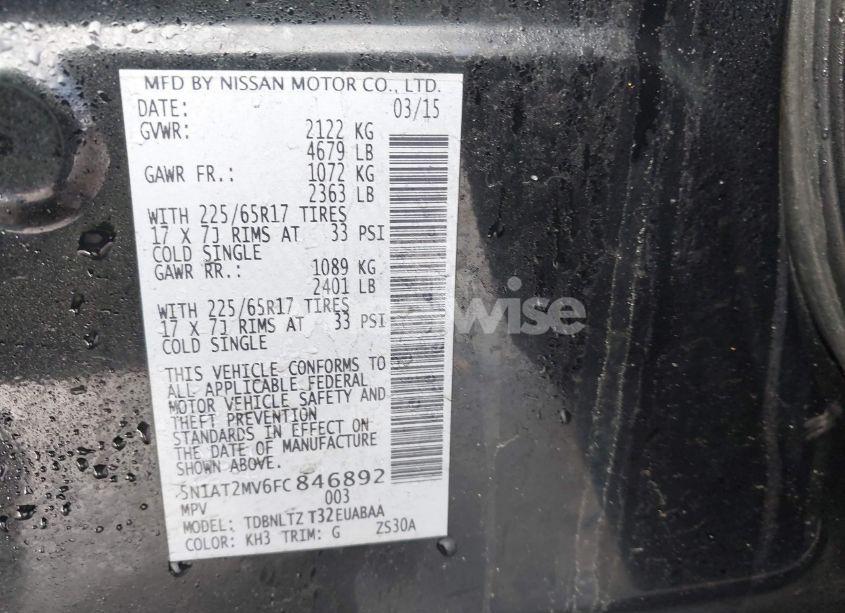 MFD BY NISSAN MOTOR CO., LTD.
DATE: 03/15
GVWR: 2122 KG
4679 LB
GAWR FR.: 1072 KG
2363 LB
WITH 225/65R17 TIRES
17 X 7J RIMS AT 33 PSI
COLD SINGLE
GAWR RR.: 1089 KG
2401 LB
WITH 225/65R17 TIRES
17 X 7J RIMS AT 33 PSI
COLD SINGLE
THIS VEHICLE CONFORMS TO
ALL APPLICABLE FEDERAL
MOTOR VEHICLE SAFETY AND
THEFT PREVENTION
STANDARDS IN EFFECT ON
THE DATE OF MANUFACTURE
SHOWN ABOVE.
5N1AT2MV6FC846892
003
MPV
MODEL: TDBNLTZ T32EUABAA
COLOR: KH3 TRIM: G ZS30A